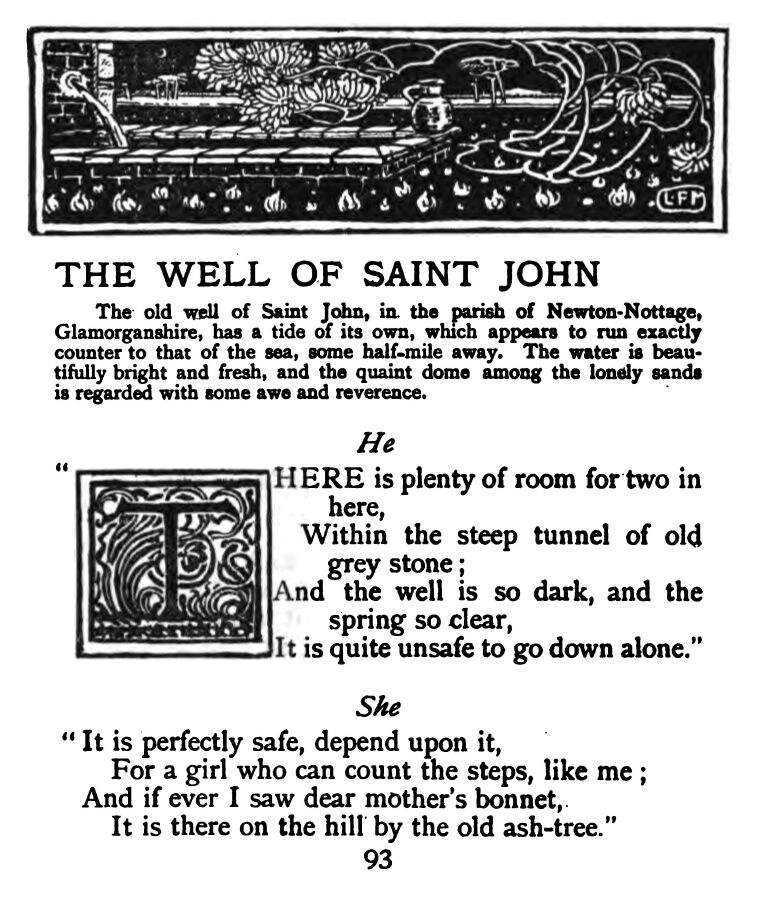 L·F·M
THE WELL OF SAINT JOHN
The old well of Saint John, in the parish of Newton-Nottage,
Glamorganshire, has a tide of its own, which appears to run exactly
counter to that of the sea, some half-mile away. The water is beau-
tifully bright and fresh, and the quaint dome among the lonely sands
is regarded with some awe and reverence.
He
“THERE is plenty of room for two in
here,
Within the steep tunnel of old
grey stone;
And the well is so dark, and the
spring so clear,
It is quite unsafe to go down alone.”
She
“It is perfectly safe, depend upon it,
For a girl who can count the steps, like me;
And if ever I saw dear mother's bonnet,
It is there on the hill by the old ash-tree.”
93